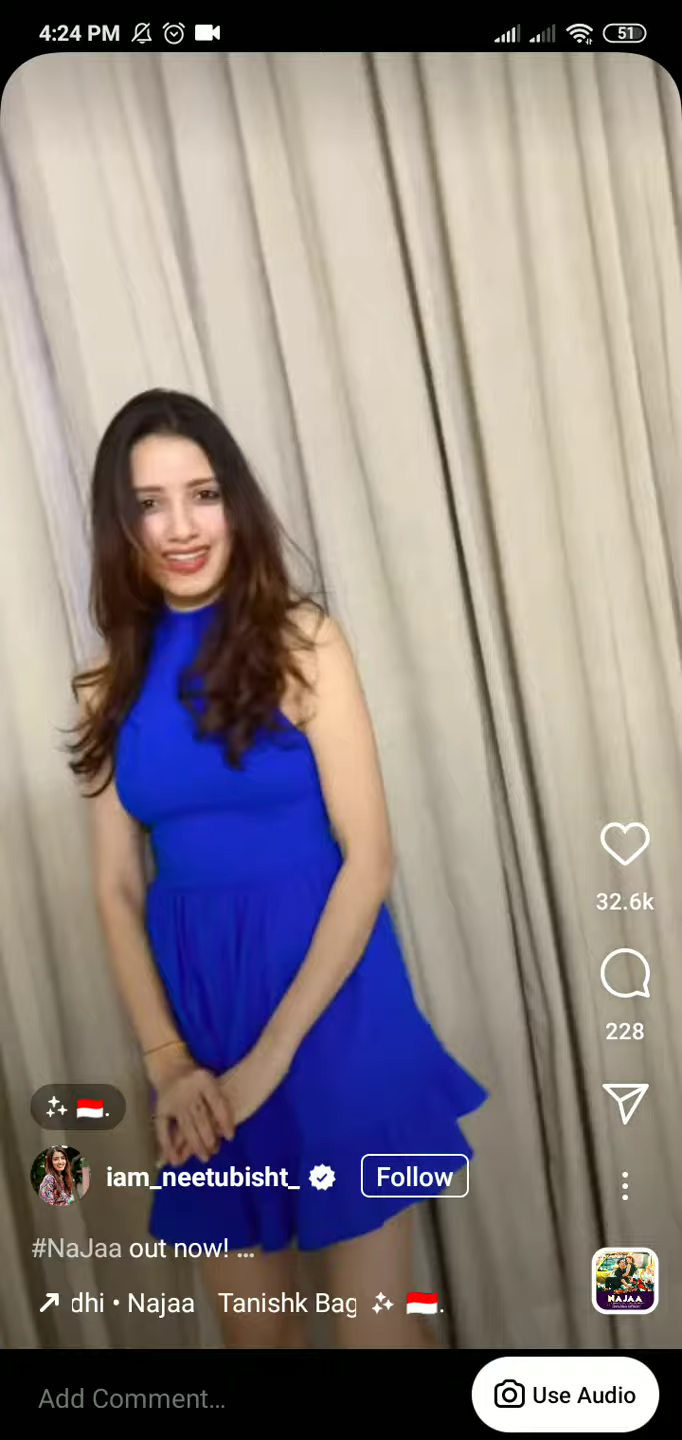 4:24 PM
51
32.6k
228
iam_neetubisht_
Follow
#NaJaa out now! ...
dhi • Najaa Tanishk Bag
NAJAA
Add Comment...
Use Audio